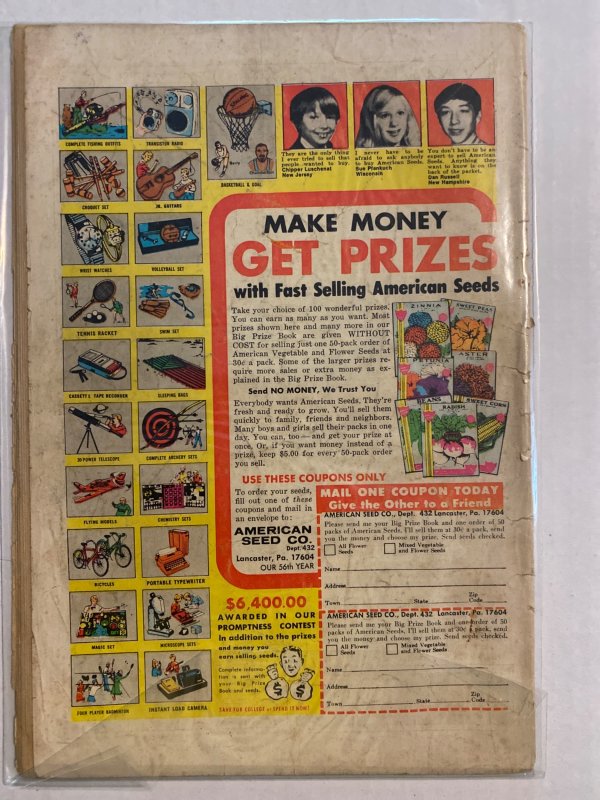 COMPLETE FISHING OUTFITS
TRANSISTOR RADIO
CROQUET SET
JR. GUITARS
BASKETBALL & GOAL
WRIST WATCHES
VOLLEYBALL SET
TENNIS RACKET
SWIM SET
CASSETTE TAPE RECORDER
SLEEPING BAGS
30 POWER TELESCOPE
COMPLETE ARCHERY SETS
FLYING MODELS
CHEMISTRY SETS
BICYCLES
PORTABLE TYPEWRITER
MAGIC SET
MICROSCOPE SETS
FOUR PLAYER BADMINTON
INSTANT LOAD CAMERA
They are the only thing
I ever tried to sell that
people wanted to buy.
Chipper Luschenat
New Jersey
I never have to be
afraid to ask anybody
to buy American Seeds.
Sue Plankuch
Wisconsin
You don't have to be an
expert to sell American
Seeds. Anything they
want to know is on the
back of the packet.
Dan Russell
New Hampshire
MAKE MONEY
GET PRIZES
with Fast Selling American Seeds
Take your choice of 100 wonderful prizes.
You can earn as many as you want. Most
prizes shown here and many more in our
Big Prize Book are given WITHOUT
COST for selling just one 50-pack order of
American Vegetable and Flower Seeds at
30¢ a pack. Some of the larger prizes re-
quire more sales or extra money as ex-
plained in the Big Prize Book.
Send NO MONEY, We Trust You
Everybody wants American Seeds. They're
fresh and ready to grow. You'll sell them
quickly to family, friends and neighbors.
Many boys and girls sell their packs in one
day. You can, too — and get your prize at
once. Or, if you want money instead of a
prize, keep $5.00 for every 50-packet order
you sell.
ZINNIA
SWEET PEAS
PETUNIA
ASTER
BEANS
RADISH
SWEET CORN
USE THESE COUPONS ONLY
To order your seeds,
fill out one of these
coupons and mail in
an envelope to:
AMERICAN
SEED CO.
Dept. 432
Lancaster, Pa. 17604
OUR 56th YEAR
MAIL ONE COUPON TODAY
Give the Other to a Friend
AMERICAN SEED CO., Dept. 432 Lancaster, Pa. 17604
Please send me your Big Prize Book and one order of 50
packs of American Seeds. I'll sell them at 30¢ a pack, send
you the money and choose my prize. Send seeds checked.
All Flower
Seeds
Mixed Vegetable
and Flower Seeds
Name
Address
Town
State
Zip
Code
AMERICAN SEED CO., Dept. 432 Lancaster, Pa. 17604
Please send me your Big Prize Book and one order of 50
packs of American Seeds. I'll sell them at 30¢ a pack, send
you the money and choose my prize. Send seeds checked.
All Flower
Seeds
Mixed Vegetable
and Flower Seeds
Name
Address
Town
State
Zip
Code
$6,400.00
AWARDED IN OUR
PROMPTNESS CONTEST
In addition to the prizes
and money you
earn selling seeds.
Complete informa-
tion is sent with
your Big Prize
Book and seeds.
$ $
SAVE FOR COLLEGE or SPEND IT NOW!